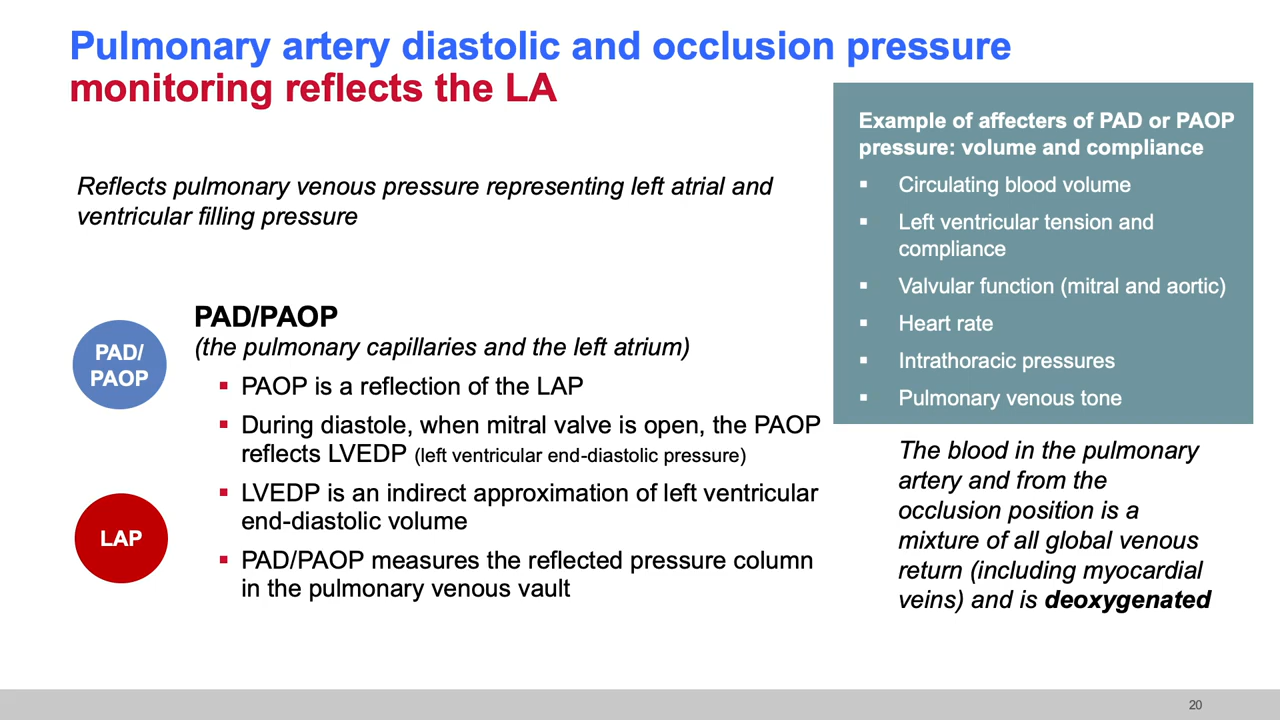 Pulmonary artery diastolic and occlusion pressure
monitoring reflects the LA
Reflects pulmonary venous pressure representing left atrial and
ventricular filling pressure
PAD/
PAOP
PAD/PAOP
(the pulmonary capillaries and the left atrium)
▪ PAOP is a reflection of the LAP
▪ During diastole, when mitral valve is open, the PAOP
reflects LVEDP (left ventricular end-diastolic pressure)
▪ LVEDP is an indirect approximation of left ventricular
end-diastolic volume
▪ PAD/PAOP measures the reflected pressure column
in the pulmonary venous vault
LAP
Example of affecters of PAD or PAOP
pressure: volume and compliance
▪ Circulating blood volume
▪ Left ventricular tension and
compliance
▪ Valvular function (mitral and aortic)
▪ Heart rate
▪ Intrathoracic pressures
▪ Pulmonary venous tone
The blood in the pulmonary
artery and from the
occlusion position is a
mixture of all global venous
return (including myocardial
veins) and is deoxygenated
20